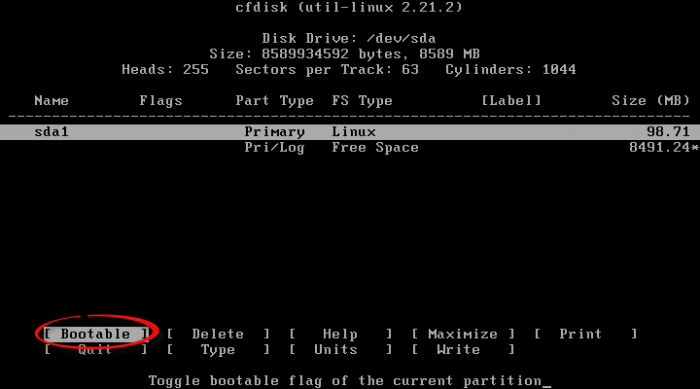 cfdisk (util-linux 2.21.2)
Disk Drive: /dev/sda
Size: 8589934592 bytes, 8589 MB
Heads: 255   Sectors per Track: 63   Cylinders: 1044
Name   Flags   Part Type   FS Type   [Label]   Size (MB)
------------------------------------------------------------------------------
sda1   Primary   Linux   98.71
Pri/Log   Free Space   8491.24*
[ Bootable ]   [ Delete ]   [ Help ]   [ Maximize ]   [ Print ]
[ Quit ]   [ Type ]   [ Units ]   [ Write ]
Toggle bootable flag of the current partition_